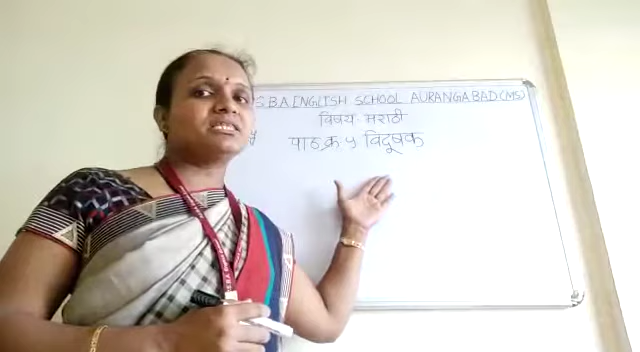 S.B.A ENGLISH SCHOOL AURANGABAD(MS)
विषय- मराठी
पाठ.क्र ५ विदूषक